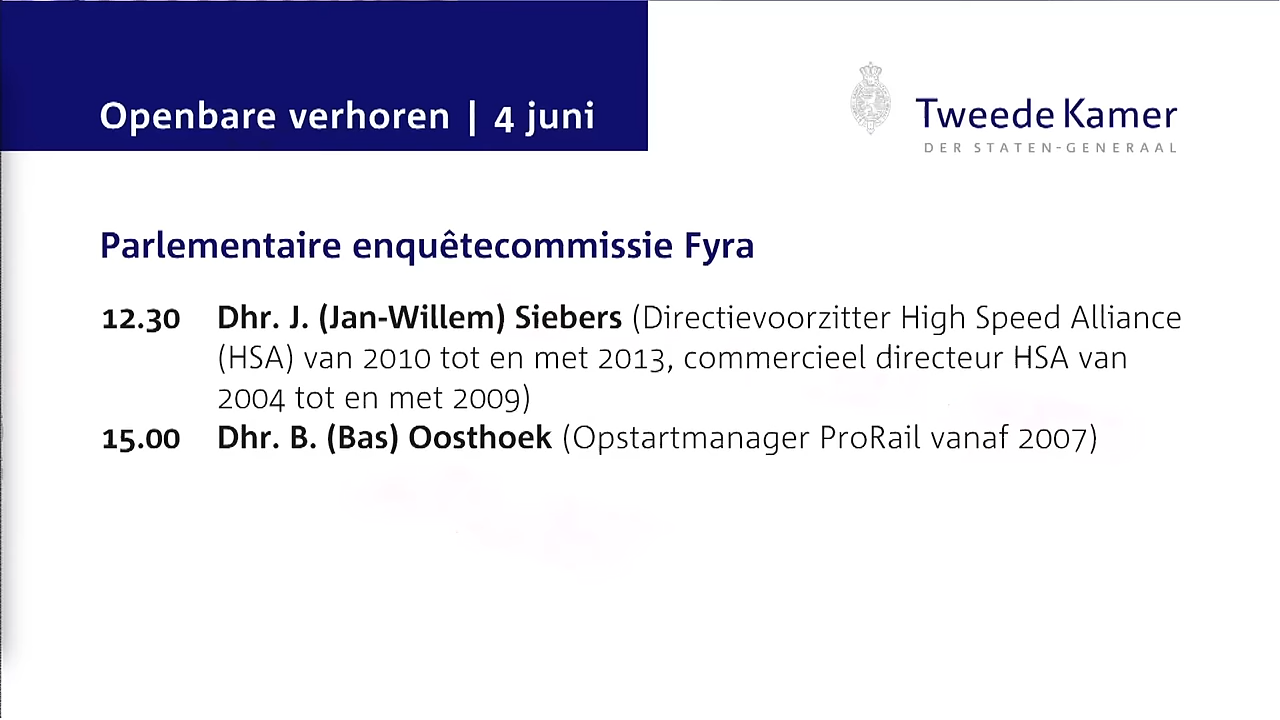 Openbare verhoren | 4 juni
Tweede Kamer
DER STATEN-GENERAAL
Parlementaire enquêtecommissie Fyra
12.30 Dhr. J. (Jan-Willem) Siebers (Directievoorzitter High Speed Alliance
(HSA) van 2010 tot en met 2013, commercieel directeur HSA van
2004 tot en met 2009)
15.00 Dhr. B. (Bas) Oosthoek (Opstartmanager ProRail vanaf 2007)